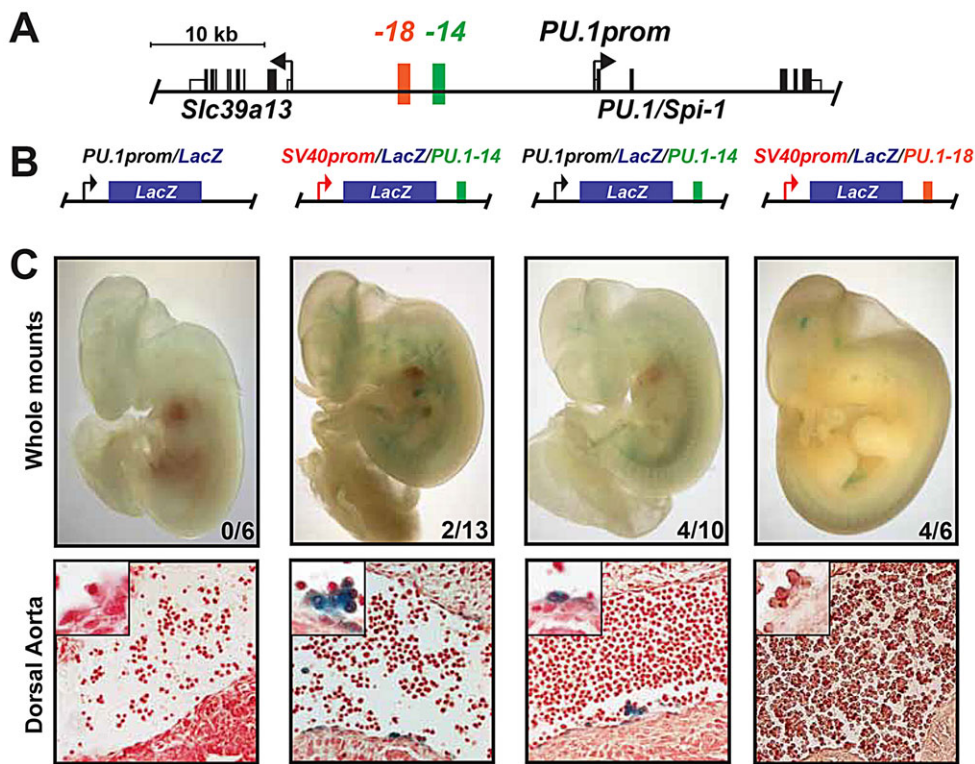 A
10 kb
-18 -14
PU.1prom
Slc39a13
PU.1/Spi-1
B
PU.1prom/LacZ
SV40prom/LacZ/PU.1-14
PU.1prom/LacZ/PU.1-14
SV40prom/LacZ/PU.1-18
LacZ
LacZ
LacZ
LacZ
C
Whole mounts
0/6
2/13
4/10
4/6
Dorsal Aorta